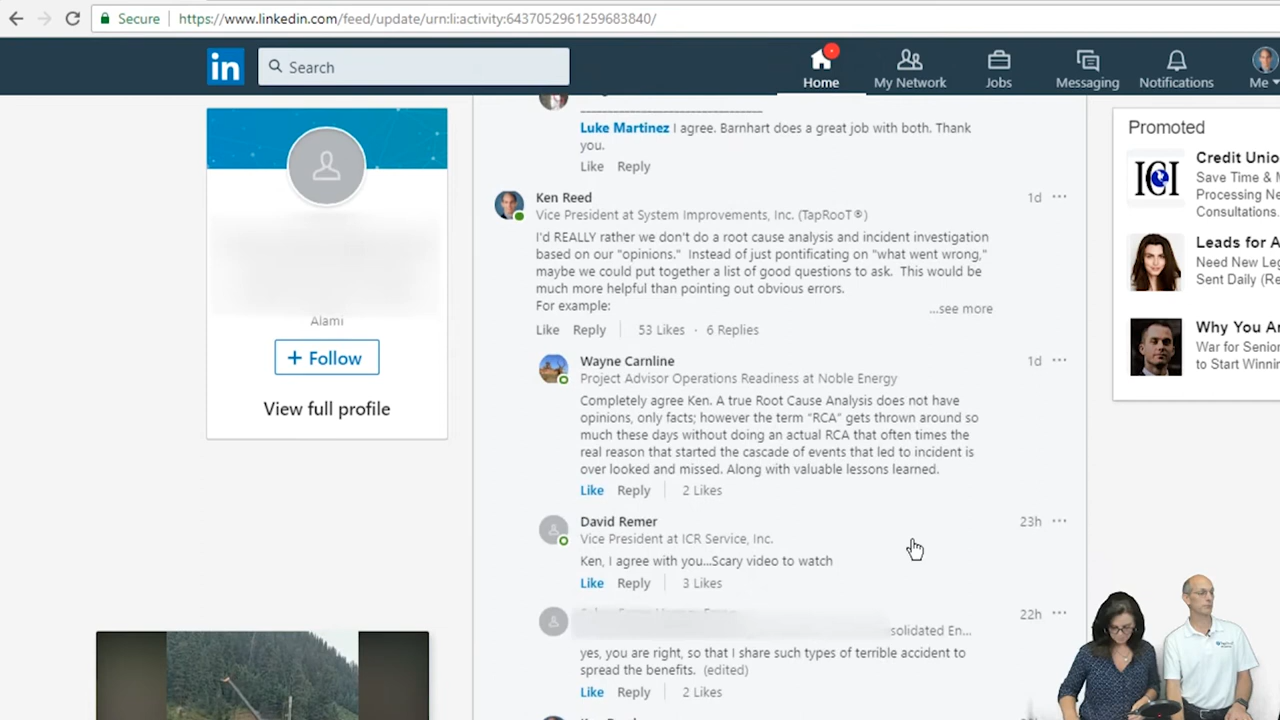 Secure
https://www.linkedin.com/feed/update/urn:li:activity:6437052961259683840/
in
Search
Home
My Network
Jobs
Messaging
Notifications
Me
Luke Martinez I agree. Barnhart does a great job with both. Thank
you.
Like Reply
Ken Reed
1d
Vice President at System Improvements, Inc. (TapRooT®)
I'd REALLY rather we don't do a root cause analysis and incident investigation
based on our "opinions." Instead of just pontificating on "what went wrong,"
maybe we could put together a list of good questions to ask. This would be
much more helpful than pointing out obvious errors.
For example:
...see more
Like Reply 53 Likes · 6 Replies
Wayne Carnline
1d
Project Advisor Operations Readiness at Noble Energy
Completely agree Ken. A true Root Cause Analysis does not have
opinions, only facts; however the term “RCA” gets thrown around so
much these days without doing an actual RCA that often times the
real reason that started the cascade of events that led to incident is
over looked and missed. Along with valuable lessons learned.
Like Reply 2 Likes
David Remer
23h
Vice President at ICR Service, Inc.
Ken, I agree with you...Scary video to watch
Like Reply 3 Likes
22h
solidated En...
yes, you are right, so that I share such types of terrible accident to
spread the benefits. (edited)
Like Reply 2 Likes
Alami
+ Follow
View full profile
Promoted
ICI
Credit Unio
Save Time & M
Processing Ne
Consultations.
Leads for A
Need New Leg
Sent Daily (Re
Why You Ar
War for Senior
to Start Winnin